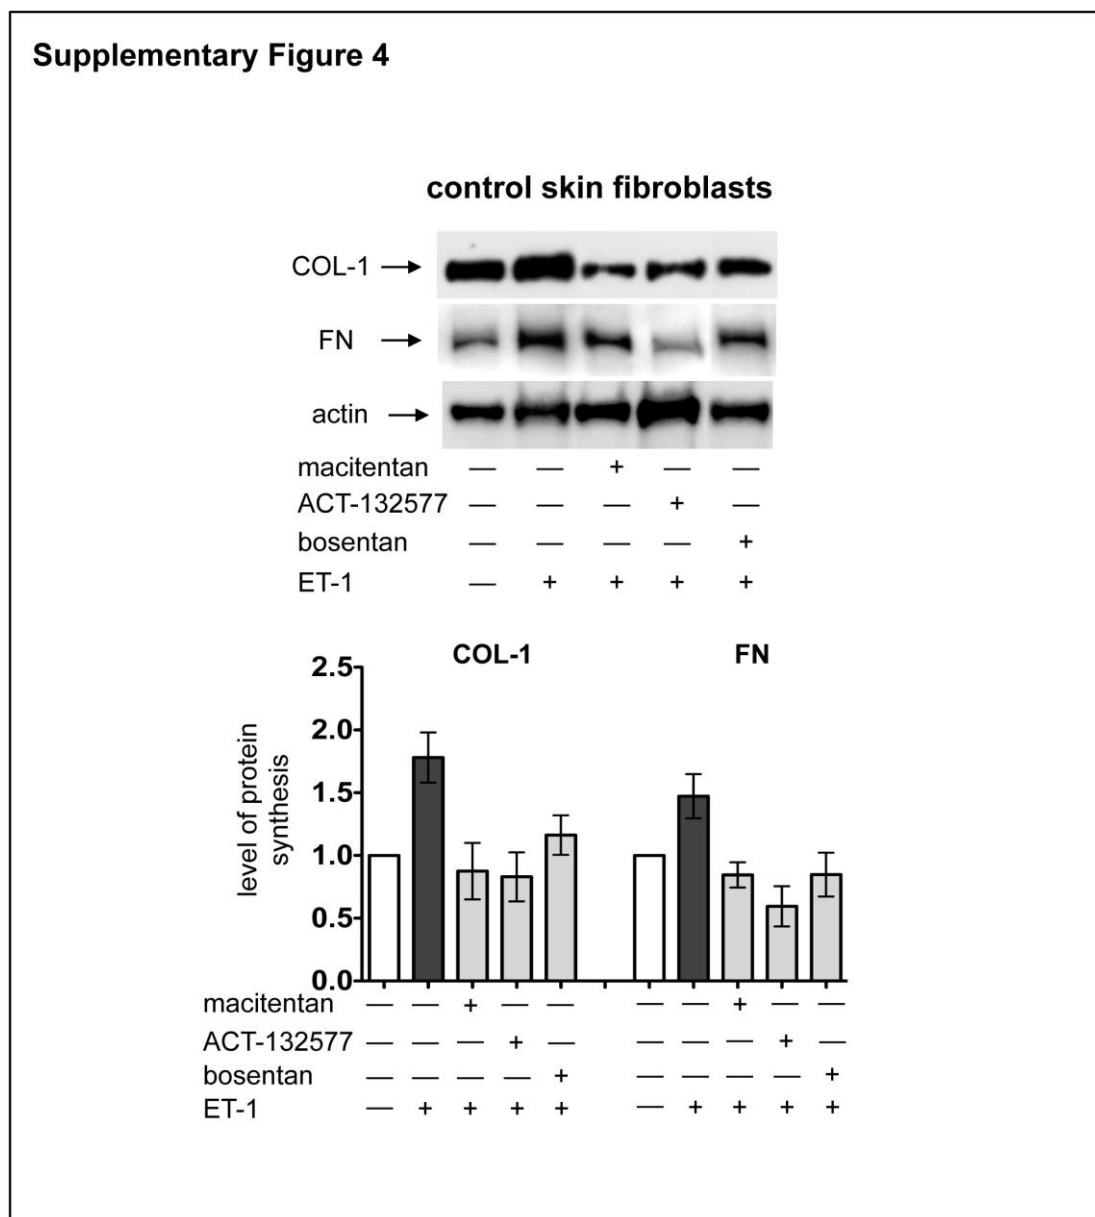 Supplementary Figure 4
control skin fibroblasts
COL-1
FN
actin
macitentan — — + — —
ACT-132577 — — — + —
bosentan — — — — +
ET-1 — + + + +
COL-1 FN
2.5
2.0
1.5
1.0
0.5
0.0
level of protein
synthesis
macitentan — — + — — — — + — —
ACT-132577 — — — + — — — — + —
bosentan — — — — + — — — — +
ET-1 — + + + + — + + + +